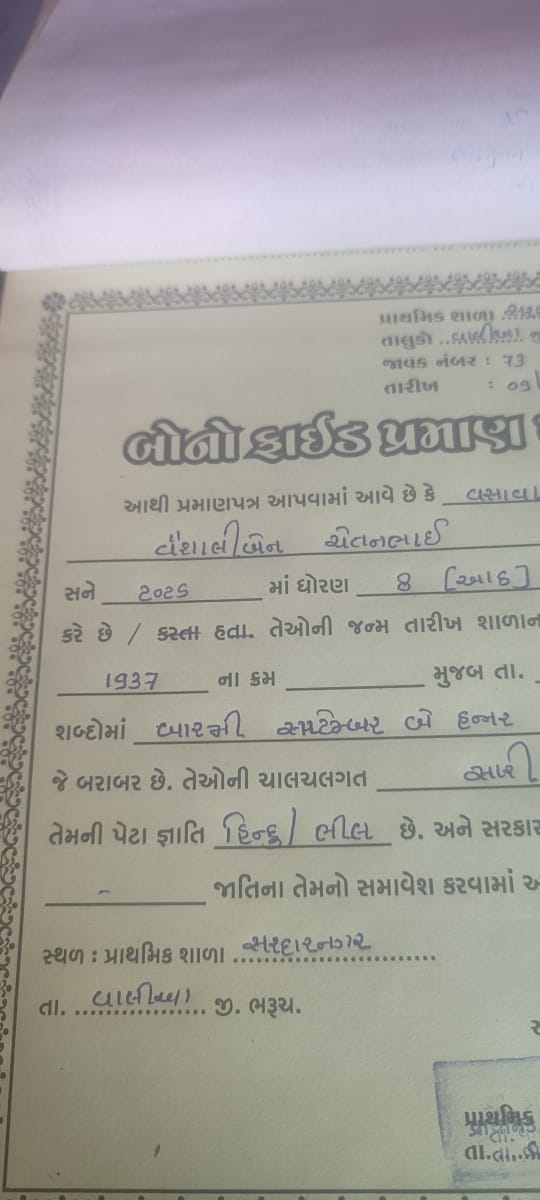 પ્રાથમિક શાળા
તાલુકો ..વાલીયા
જાવક નંબર : 73
તારીખ : ૦૭
બોનોફાઈડ પ્રમાણ
આથી પ્રમાણપત્ર આપવામાં આવે છે કે વસાવા
વૈશાલીબેન ચેતનભાઈ
સને ૨૦૨૬ માં ધોરણ 8 [આઠ]
કરે છે / કરતા હતા. તેઓની જન્મ તારીખ શાળાન
1937 ના ક્રમ મુજબ તા.
શબ્દોમાં બારમી સપ્ટેમ્બર બે હજાર
જે બરાબર છે. તેઓની ચાલચલગત સારી
તેમની પેટા જ્ઞાતિ હિન્દુ/ ભીલ છે. અને સરકાર
- જાતિના તેમનો સમાવેશ કરવામાં
સ્થળ : પ્રાથમિક શાળા સરદારનગર
તા. વાલીયા જી. ભરૂચ.
પ્રાથમિક
તા.